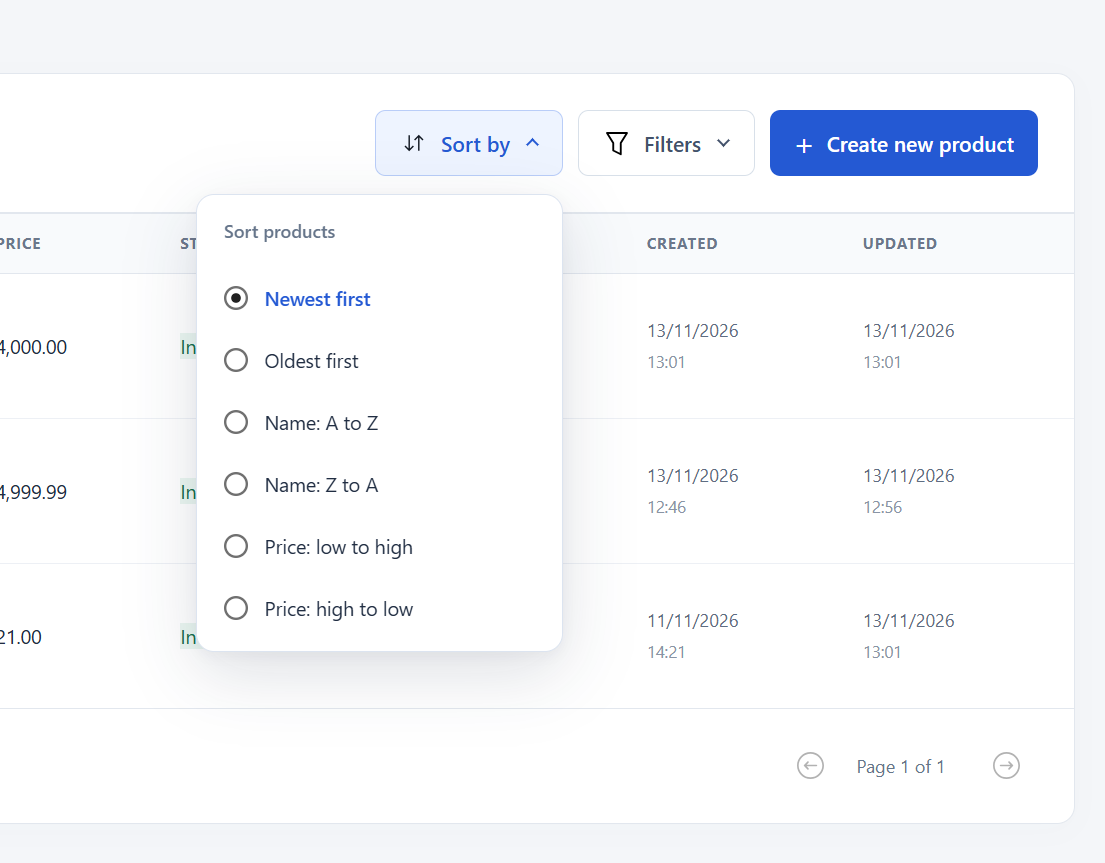 Sort by
Filters
+ Create new product
Sort products
Newest first
Oldest first
Name: A to Z
Name: Z to A
Price: low to high
Price: high to low
PRICE CREATED UPDATED
4,000.00 In 13/11/2026 13/11/2026
13:01 13:01
4,999.99 In 13/11/2026 13/11/2026
12:46 12:56
21.00 In 11/11/2026 13/11/2026
14:21 13:01
Page 1 of 1